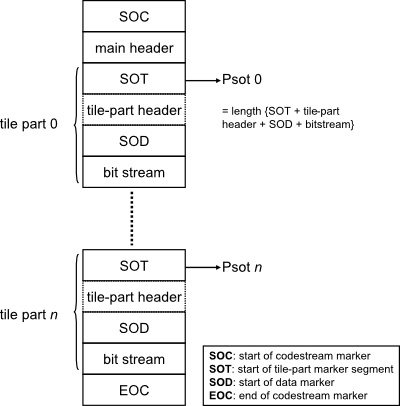 SOC
main header
SOT
Psot 0
tile-part header
= length {SOT + tile-part
header + SOD + bitstream}
tile part 0
SOD
bit stream
SOT
Psot n
tile-part header
tile part n
SOD
bit stream
EOC
SOC: start of codestream marker
SOT: start of tile-part marker segment
SOD: start of data marker
EOC: end of codestream marker